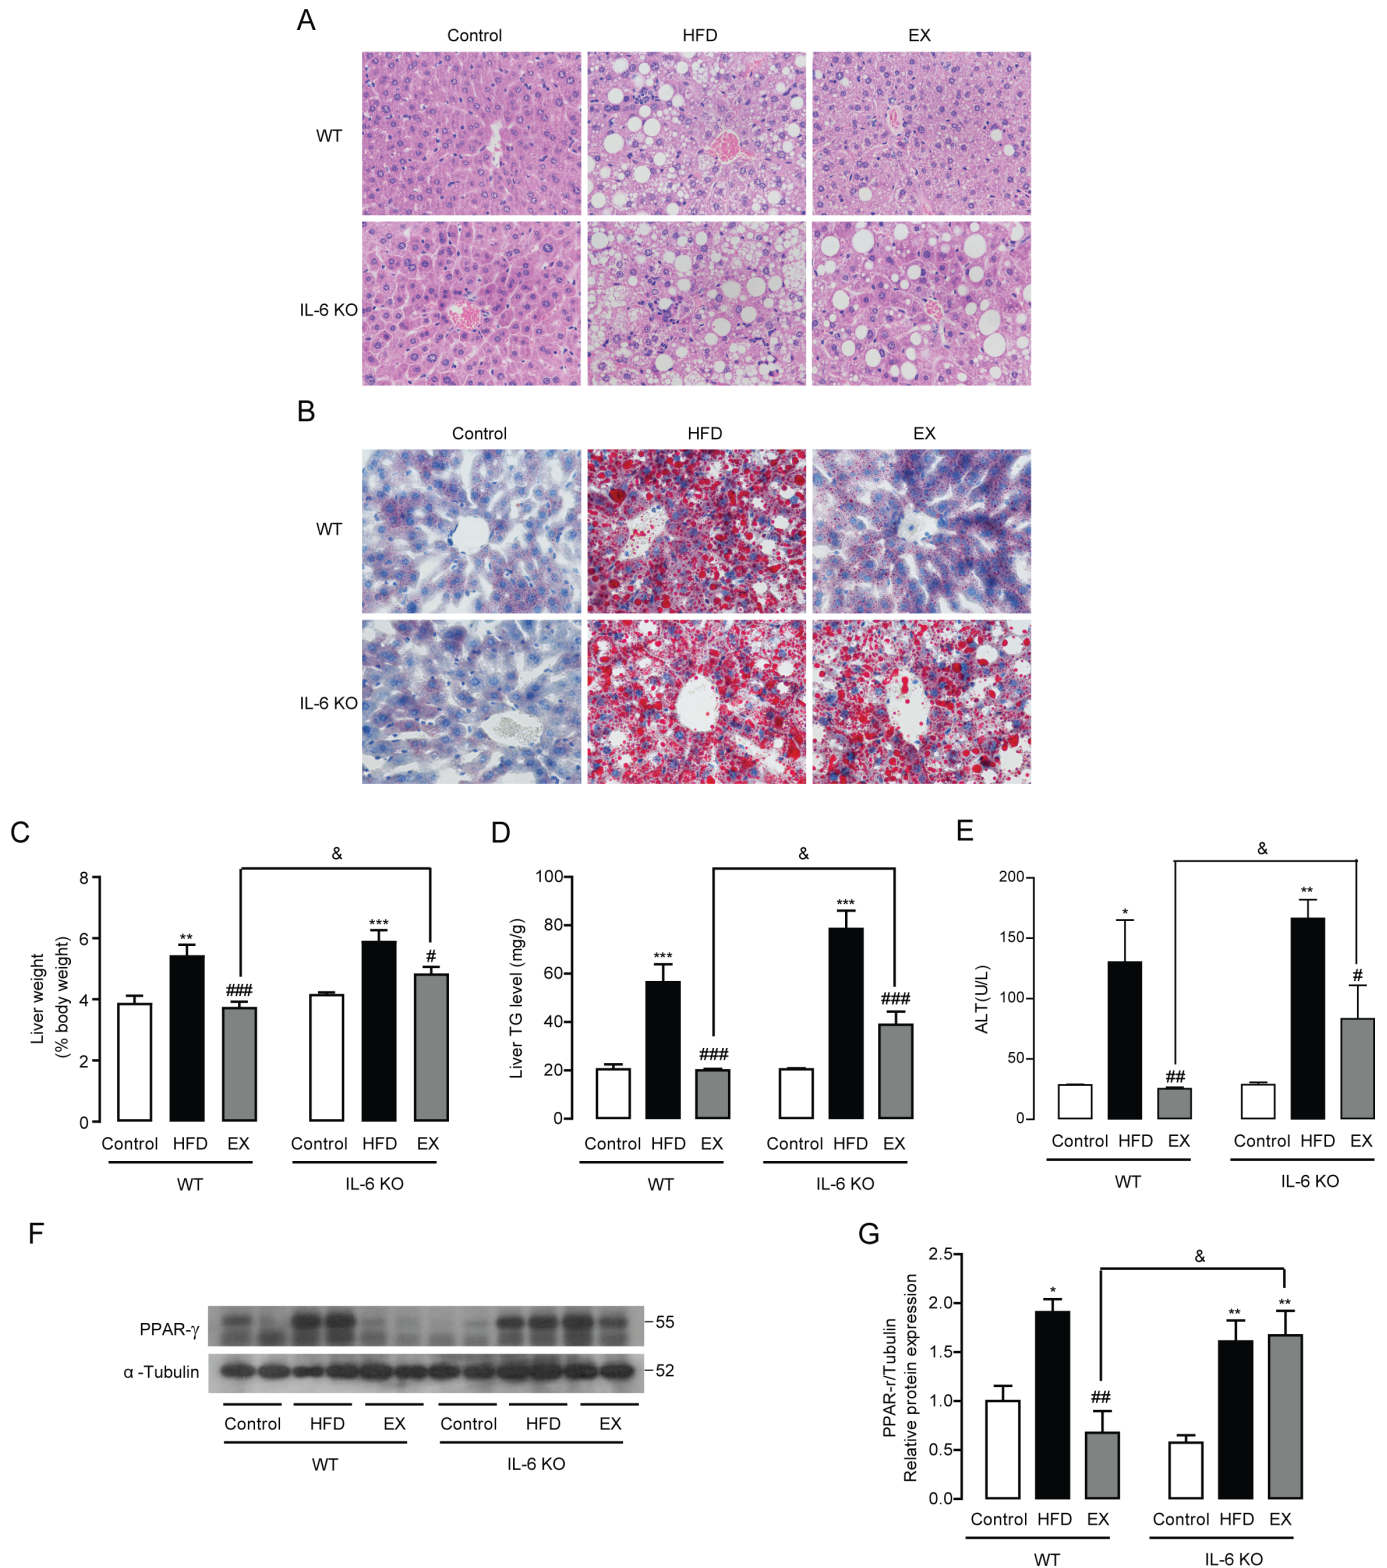 A
Control HFD EX
WT
IL-6 KO
B
Control HFD EX
WT
IL-6 KO
C
&
Liver weight
(% body weight)
8
6
4
2
0
**
###
***
#
Control HFD EX Control HFD EX
WT IL-6 KO
D
&
Liver TG level (mg/g)
100
80
60
40
20
0
***
###
***
###
Control HFD EX Control HFD EX
WT IL-6 KO
E
&
ALT(U/L)
200
150
100
50
0
*
##
**
#
Control HFD EX Control HFD EX
WT IL-6 KO
F
PPAR-γ
55
α -Tubulin
52
Control HFD EX Control HFD EX
WT IL-6 KO
G
&
PPAR-r/Tubulin
Relative protein expression
2.5
2.0
1.5
1.0
0.5
0.0
*
##
**
**
Control HFD EX Control HFD EX
WT IL-6 KO